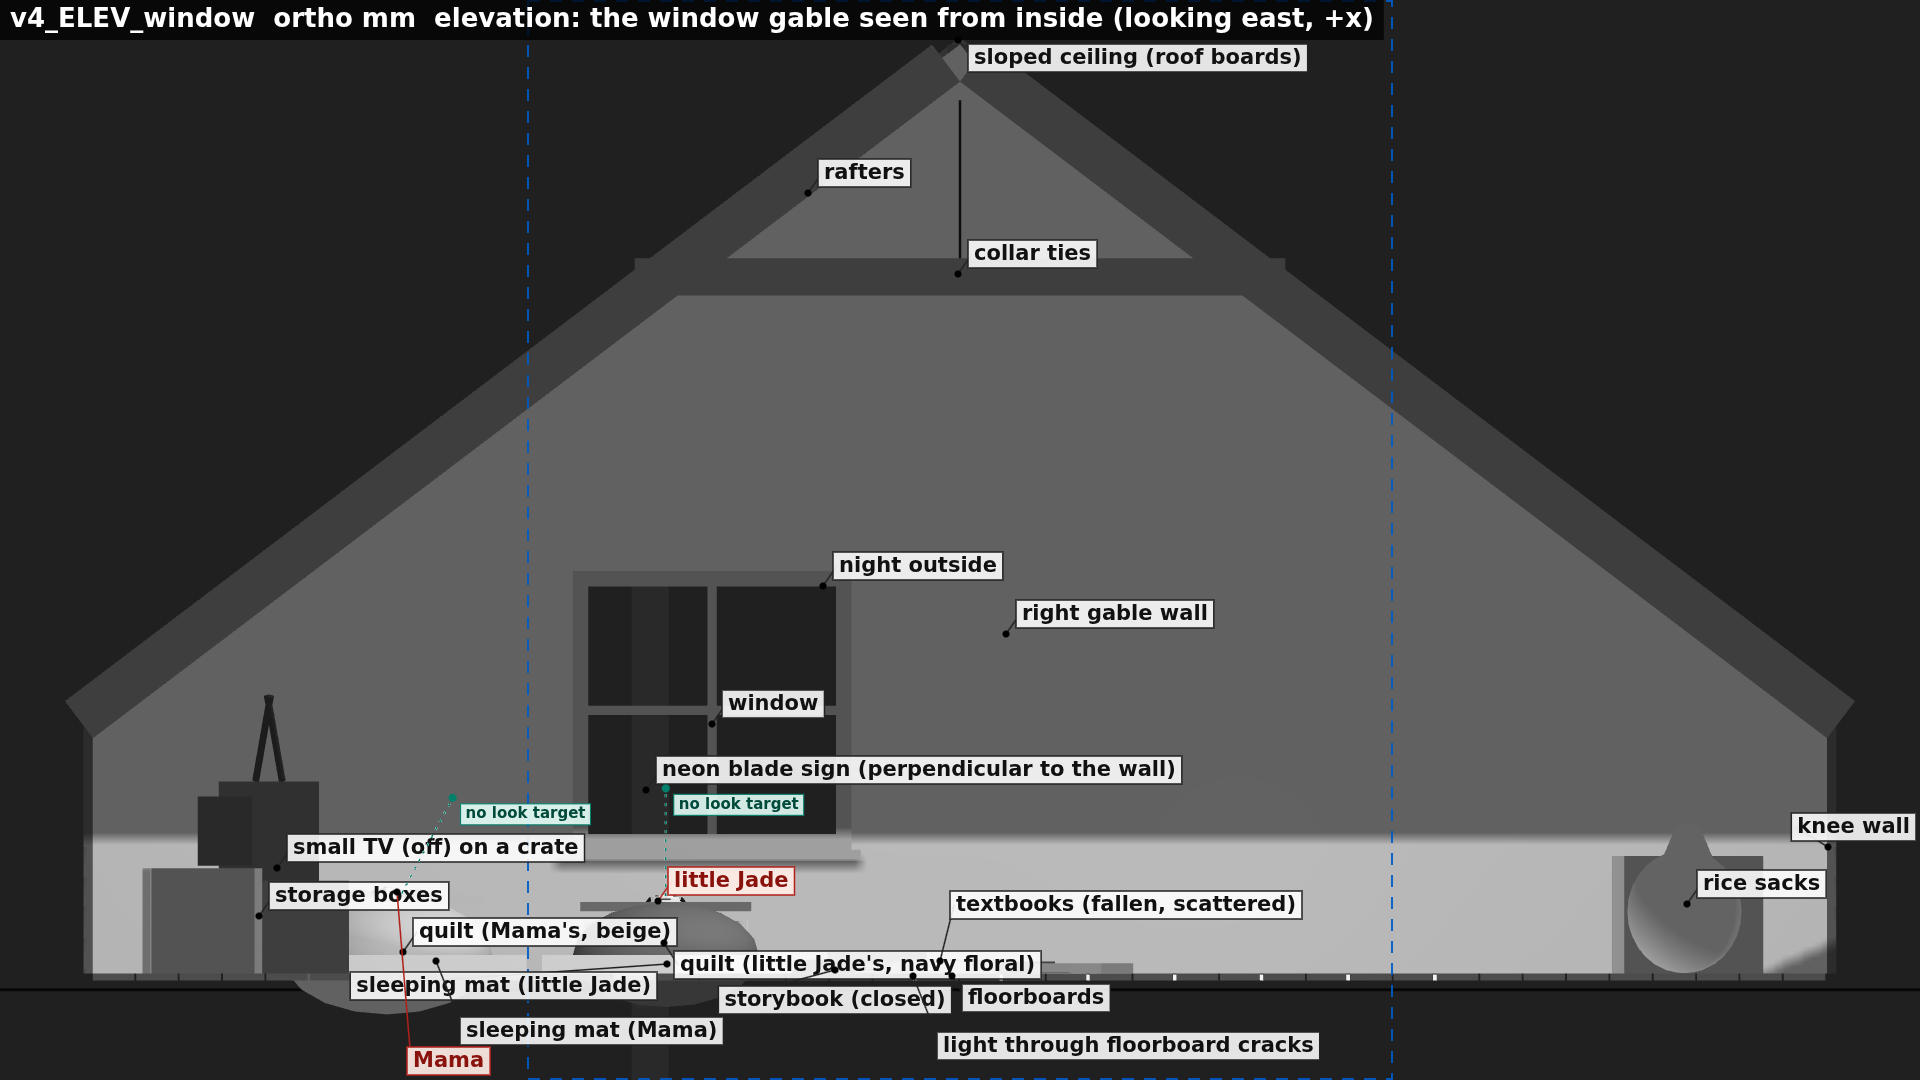 v4_ELEV_window ortho mm elevation: the window gable seen from inside (looking east, +x)
sloped ceiling (roof boards)
rafters
collar ties
night outside
right gable wall
window
neon blade sign (perpendicular to the wall)
no look target
no look target
knee wall
small TV (off) on a crate
little Jade
rice sacks
storage boxes
textbooks (fallen, scattered)
quilt (Mama's, beige)
quilt (little Jade's, navy floral)
sleeping mat (little Jade)
storybook (closed)
floorboards
sleeping mat (Mama)
light through floorboard cracks
Mama